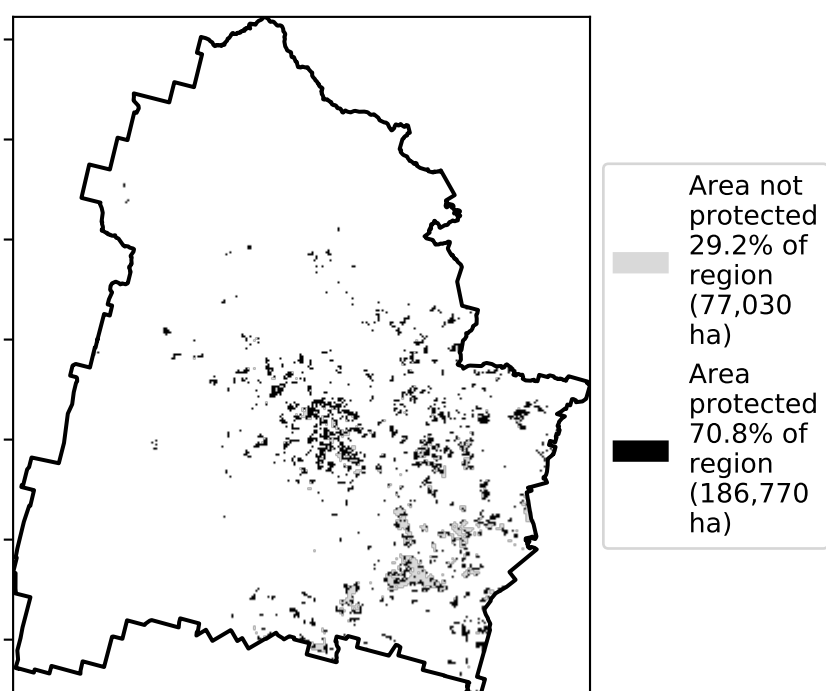 Area not
protected
29.2% of
region
(77,030
ha)
Area
protected
70.8% of
region
(186,770
ha)